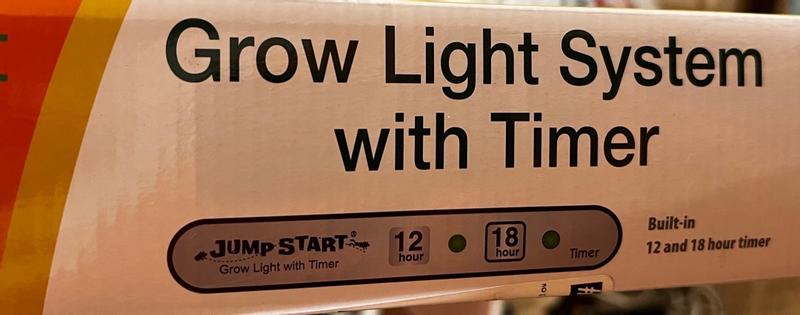 Grow Light System
with Timer
JUMP START®
Grow Light with Timer
12
hour
18
hour
Timer
Built-in
12 and 18 hour timer